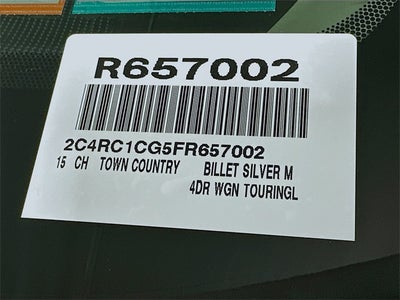 R657002
2C4RC1CG5FR657002
15 CH TOWN COUNTRY BILLET SILVER M
4DR WGN TOURINGL